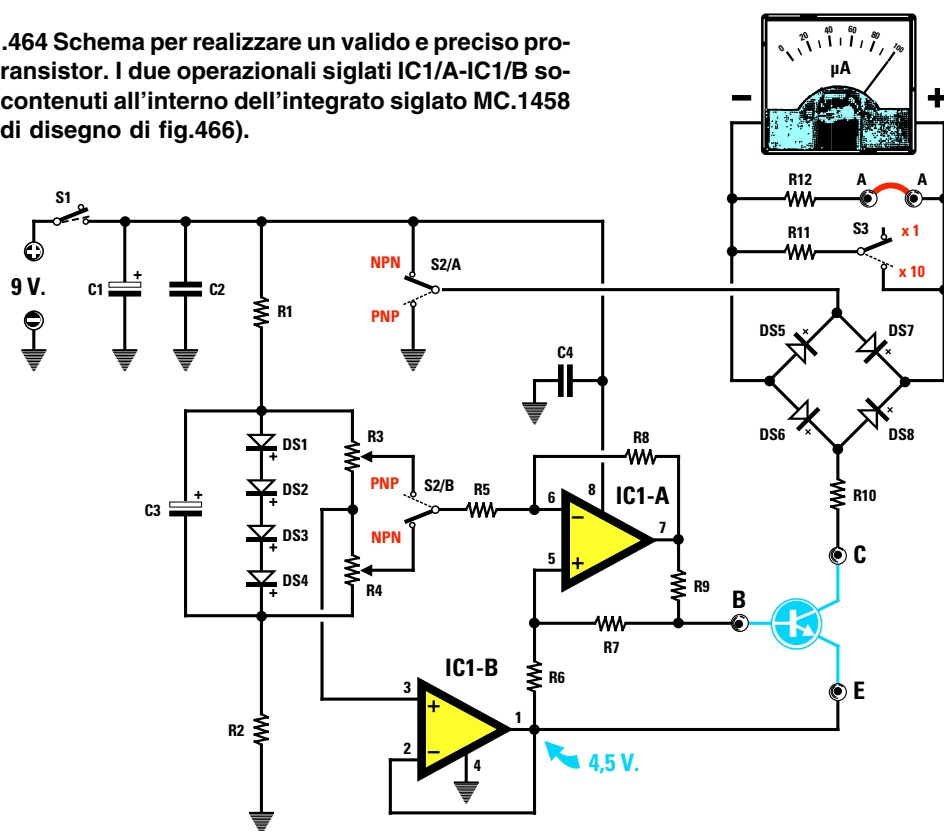 .464 Schema per realizzare un valido e preciso pro-
ransistor. I due operazionali siglati IC1/A-IC1/B so-
contenuti all'interno dell'integrato siglato MC.1458
di disegno di fig.466).
0 20 40 60 80 100
µA
− +
R12 A A
S1
R11 S3 x 1
x 10
NPN S2/A
PNP
9 V.
C1 + C2 R1
DS5 DS7
C4
DS6 DS8
R8
R3
DS1 +
PNP S2/B R5 6 8 IC1-A
R10
C3 + DS2 +
7
NPN
DS3 +
5
C
DS4 + R4
R9
B
R7
IC1-B R6
3 E
1
R2
2 4
4,5 V.